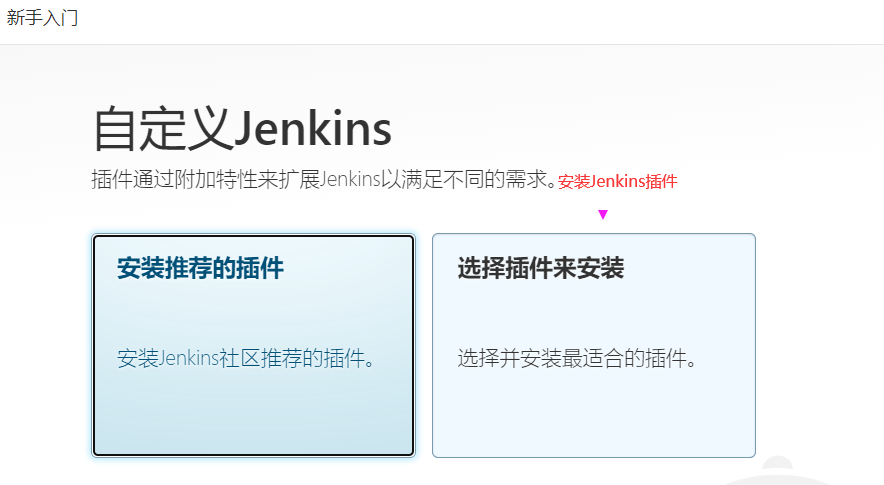 新手入门
自定义Jenkins
插件通过附加特性来扩展Jenkins以满足不同的需求。安装Jenkins插件
安装推荐的插件
安装Jenkins社区推荐的插件。
选择插件来安装
选择并安装最适合的插件。